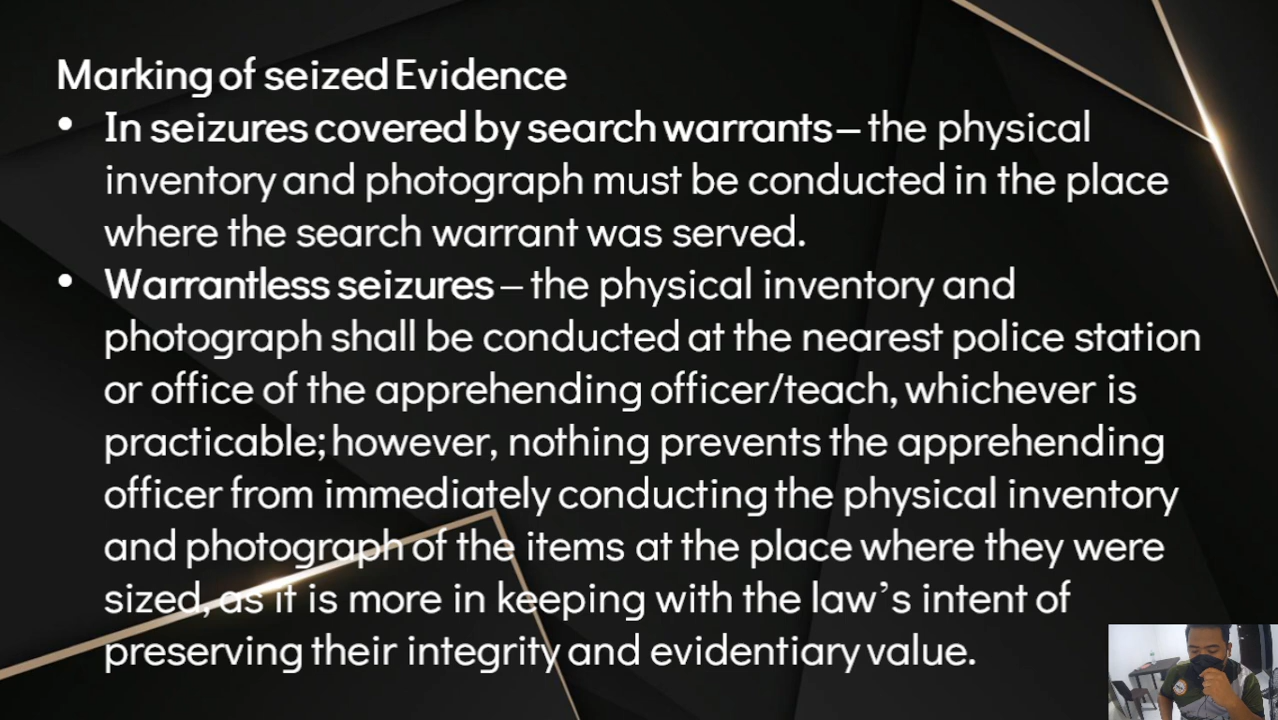 Marking of seized Evidence
• In seizures covered by search warrants – the physical
inventory and photograph must be conducted in the place
where the search warrant was served.
• Warrantless seizures – the physical inventory and
photograph shall be conducted at the nearest police station
or office of the apprehending officer/teach, whichever is
practicable; however, nothing prevents the apprehending
officer from immediately conducting the physical inventory
and photograph of the items at the place where they were
sized, as it is more in keeping with the law's intent of
preserving their integrity and evidentiary value.